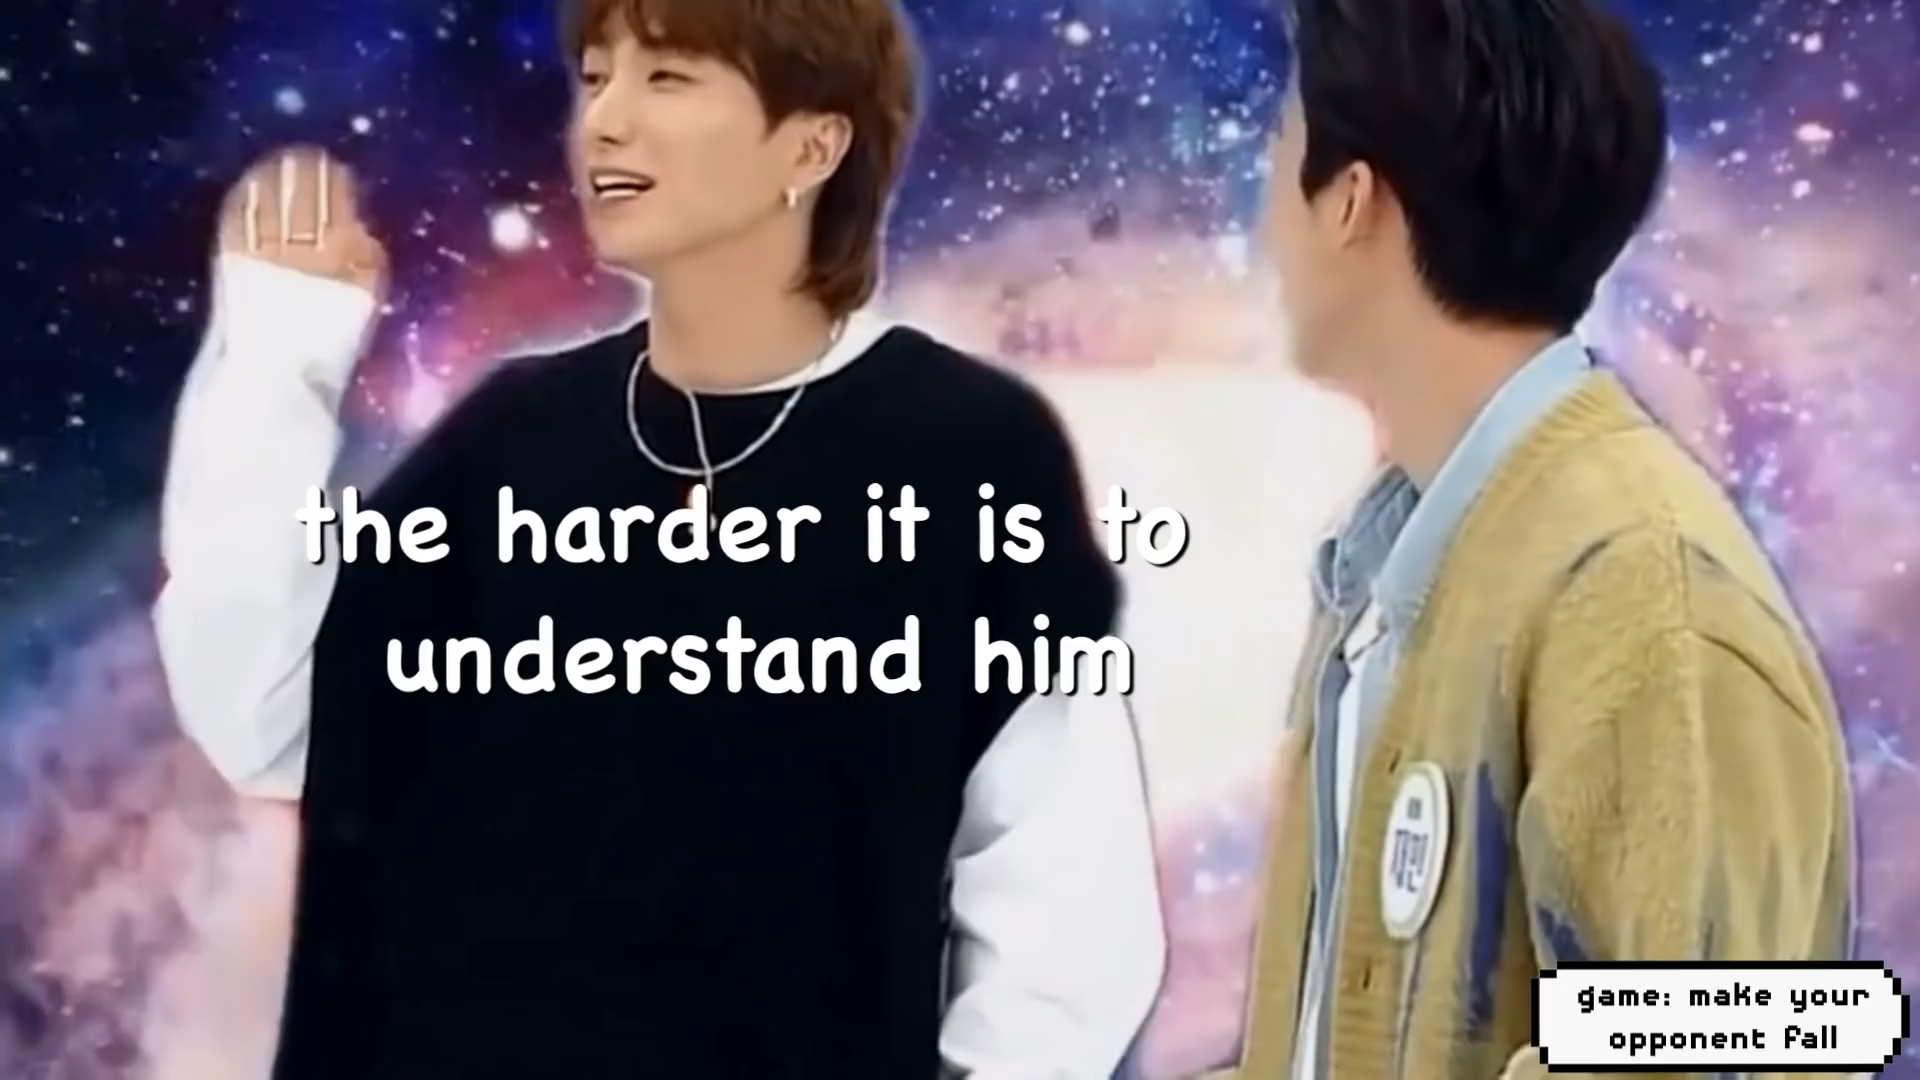 the harder it is to
understand him
game: make your
opponent fall